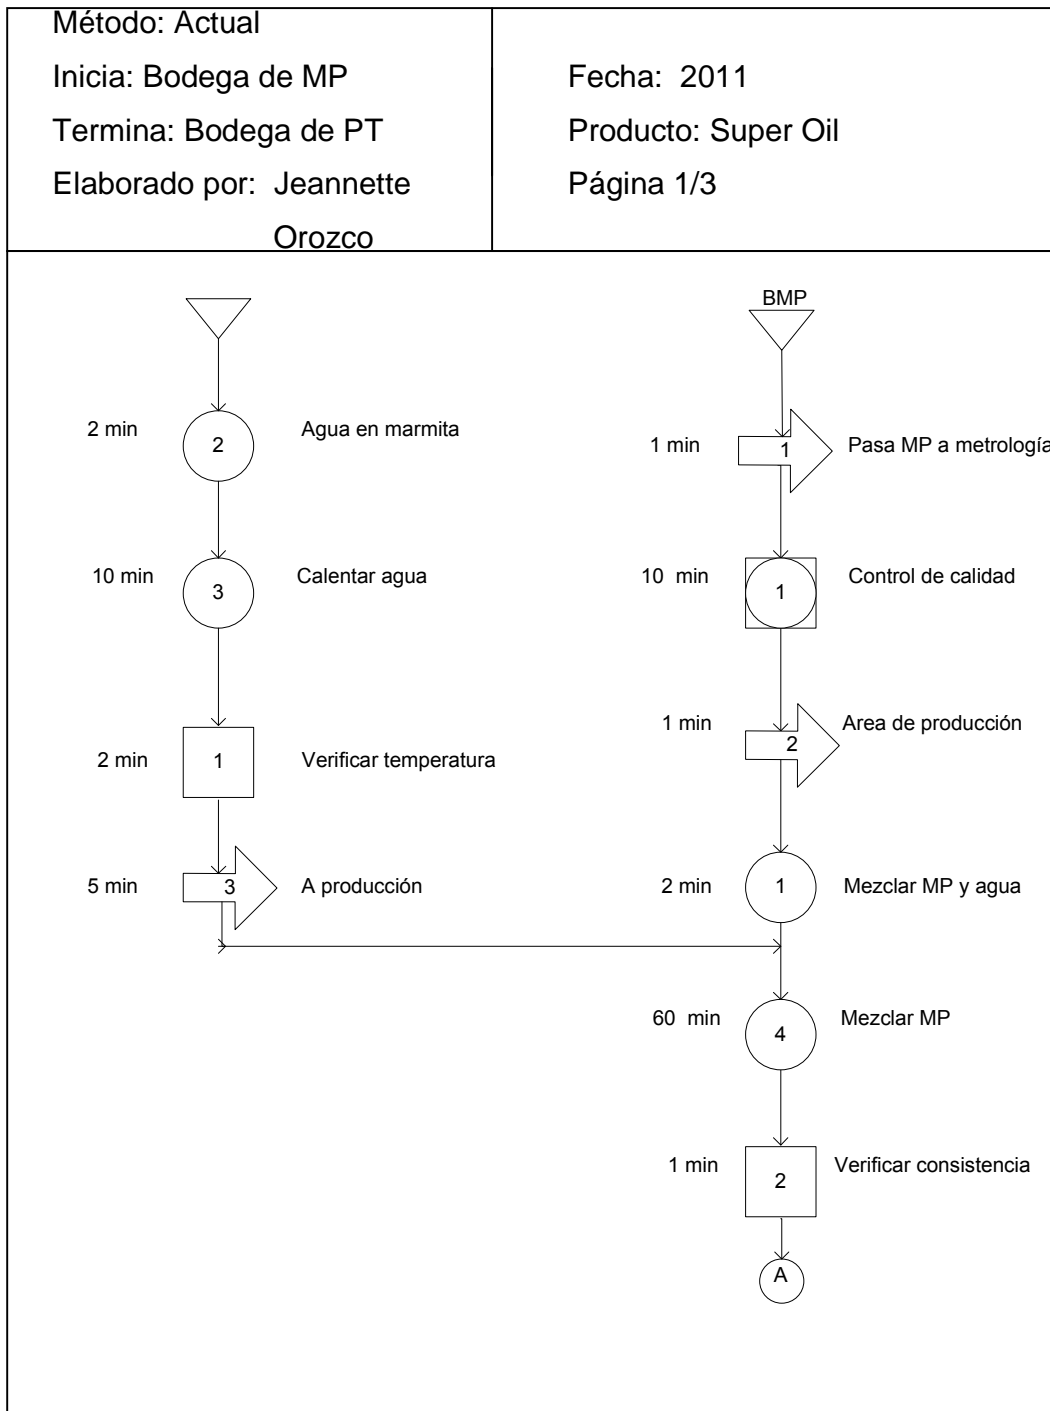 Método: Actual
Inicia: Bodega de MP
Termina: Bodega de PT
Elaborado por: Jeannette
Orozco
Fecha: 2011
Producto: Super Oil
Página 1/3
BMP
2 min
2
Agua en marmita
1 min
1
Pasa MP a metrología
10 min
3
Calentar agua
10 min
1
Control de calidad
2 min
1
Verificar temperatura
1 min
2
Area de producción
5 min
3
A producción
2 min
1
Mezclar MP y agua
60 min
4
Mezclar MP
1 min
2
Verificar consistencia
A